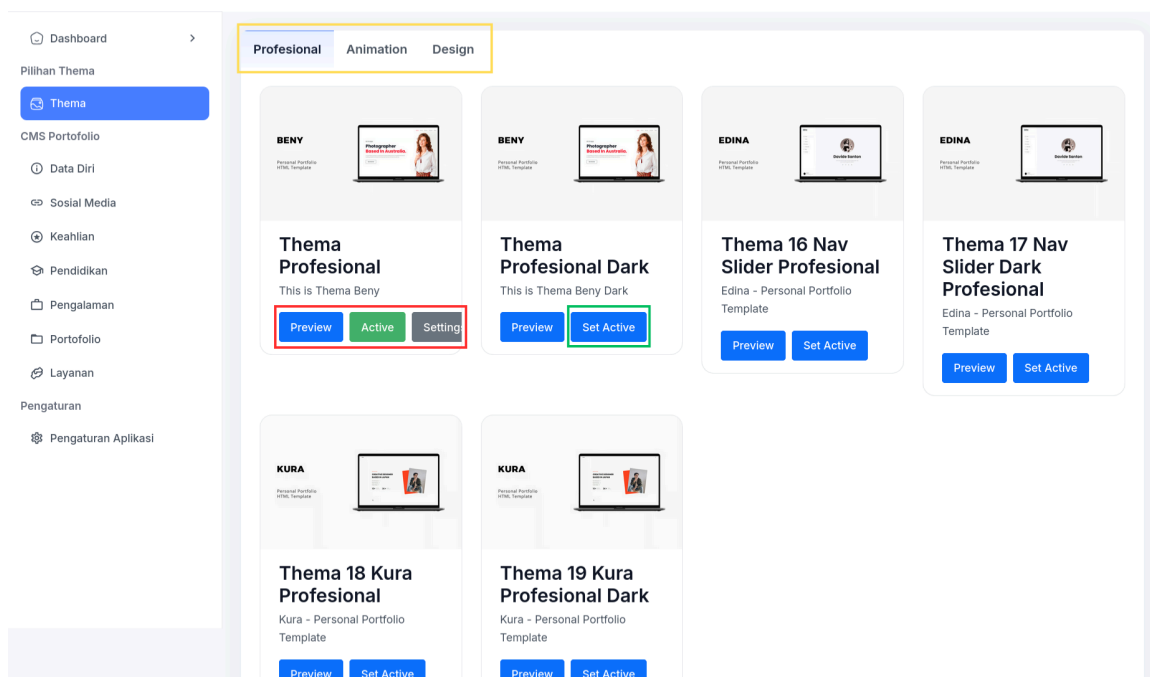 Dashboard
Pilihan Thema
Thema
CMS Portofolio
Data Diri
Sosial Media
Keahlian
Pendidikan
Pengalaman
Portofolio
Layanan
Pengaturan
Pengaturan Aplikasi
Profesional Animation Design
BENY
Personal Portfolio
HTML Template
Photographer
Based in Australia.
Thema
Profesional
This is Thema Beny
Preview Active Settings
BENY
Personal Portfolio
HTML Template
Photographer
Based in Australia.
Thema
Profesional Dark
This is Thema Beny Dark
Preview Set Active
EDINA
Personal Portfolio
HTML Template
Davide Santan
Thema 16 Nav
Slider Profesional
Edina - Personal Portfolio
Template
Preview Set Active
EDINA
Personal Portfolio
HTML Template
Thema 17 Nav
Slider Dark
Profesional
Edina - Personal Portfolio
Template
Preview Set Active
KURA
Personal Portfolio
HTML Template
Thema 18 Kura
Profesional
Kura - Personal Portfolio
Template
Preview Set Active
KURA
Personal Portfolio
HTML Template
Thema 19 Kura
Profesional Dark
Kura - Personal Portfolio
Template
Preview Set Active